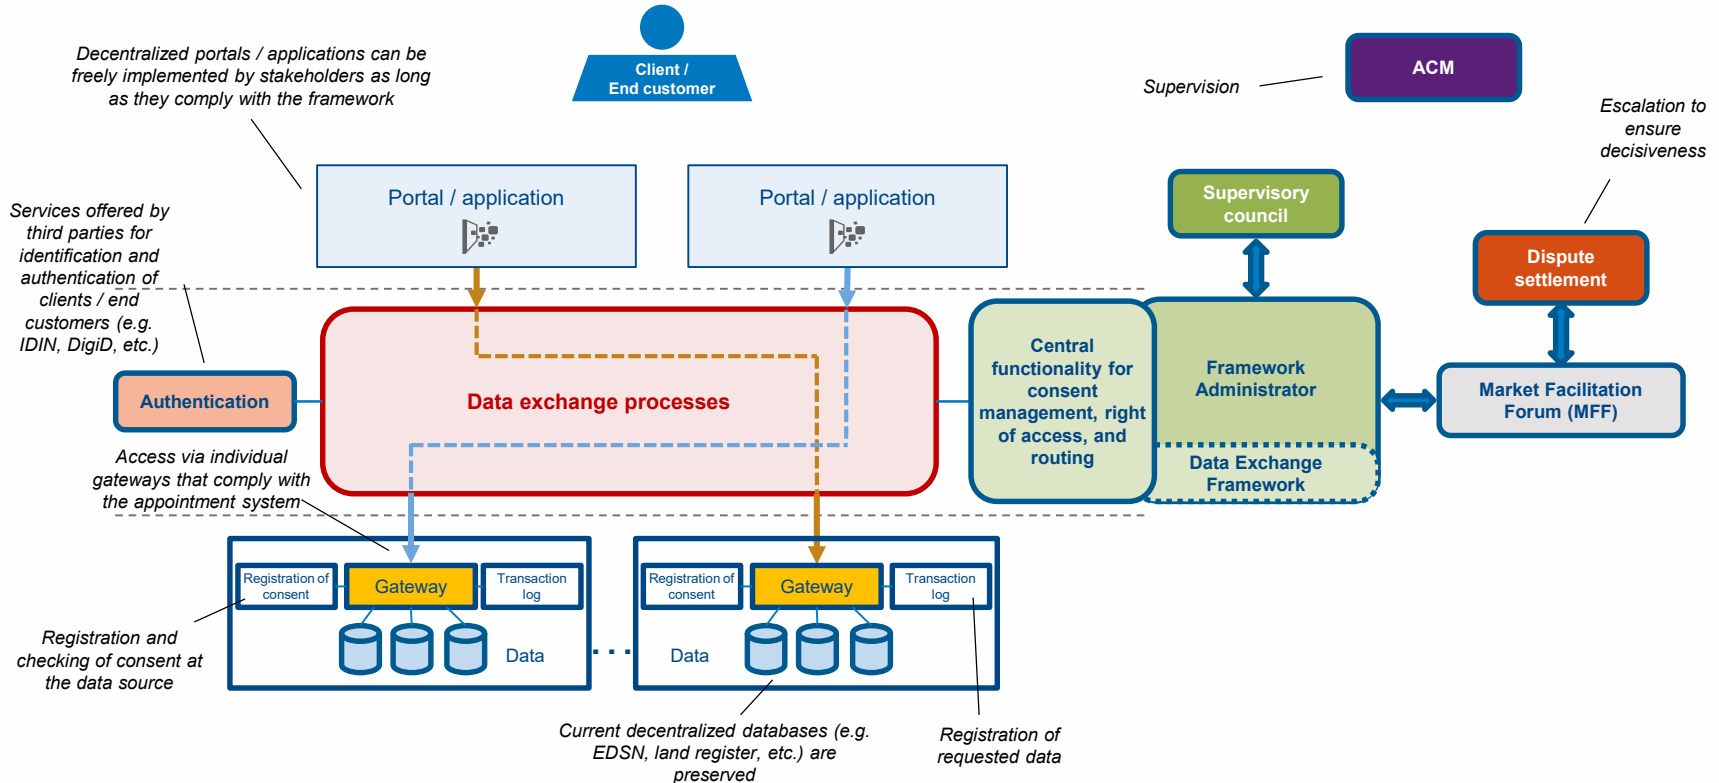 Decentralized portals / applications can be
freely implemented by stakeholders as long
as they comply with the framework
Client /
End customer
Supervision
ACM
Escalation to
ensure
decisiveness
Services offered by
third parties for
identification and
authentication of
clients / end
customers (e.g.
IDIN, DigiD, etc.)
Portal / application
Portal / application
Supervisory
council
Dispute
settlement
Authentication
Data exchange processes
Central
functionality for
consent
management, right
of access, and
routing
Framework
Administrator
Data Exchange
Framework
Market Facilitation
Forum (MFF)
Access via individual
gateways that comply with
the appointment system
Registration of
consent
Gateway
Transaction
log
Data
Registration of
consent
Gateway
Transaction
log
Data
Registration and
checking of consent at
the data source
Current decentralized databases (e.g.
EDSN, land register, etc.) are
preserved
Registration of
requested data